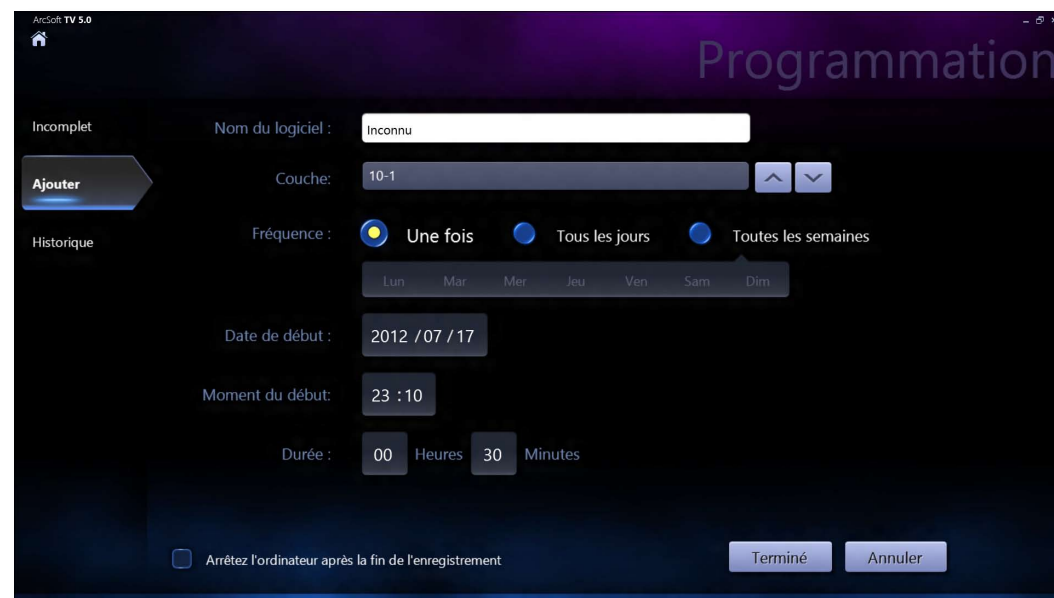 ArcSoft TV 5.0
Programmation
Incomplet
Ajouter
Historique
Nom du logiciel : Inconnu
Couche: 10-1
Fréquence : Une fois Tous les jours Toutes les semaines
Lun Mar Mer Jeu Ven Sam Dim
Date de début : 2012 / 07 / 17
Moment du début: 23 : 10
Durée : 00 Heures 30 Minutes
Arrêtez l'ordinateur après la fin de l'enregistrement
Terminé Annuler